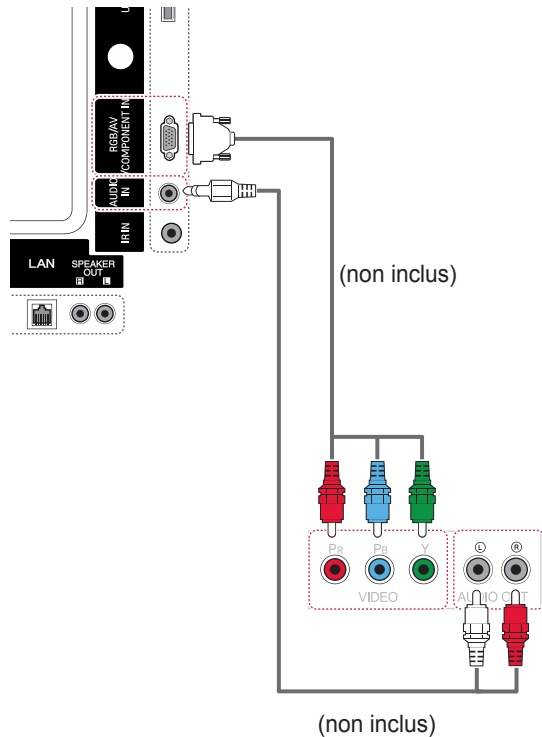 RGB/AV
/COMPONENT IN
AUDIO
IN
IR IN
LAN
SPEAKER
OUT
R L
(non inclus)
PR PB Y
VIDEO
L R
AUDIO OUT
(non inclus)